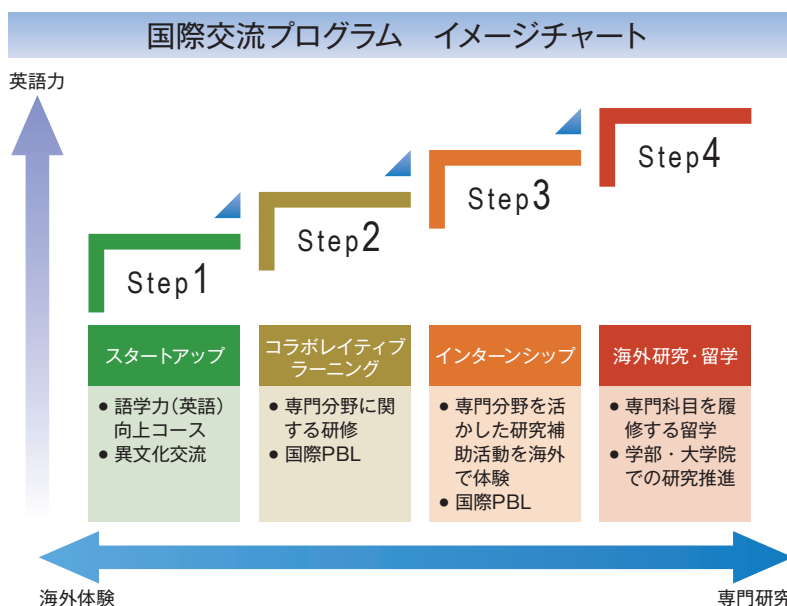 国際交流プログラム　イメージチャート
英語力
Step1
Step2
Step3
Step4
スタートアップ
● 語学力(英語)
向上コース
● 異文化交流
コラボレイティブ
ラーニング
● 専門分野に関
する研修
● 国際PBL
インターンシップ
● 専門分野を活
かした研究補
助活動を海外
で体験
● 国際PBL
海外研究・留学
● 専門科目を履
修する留学
● 学部・大学院
での研究推進
海外体験
専門研究